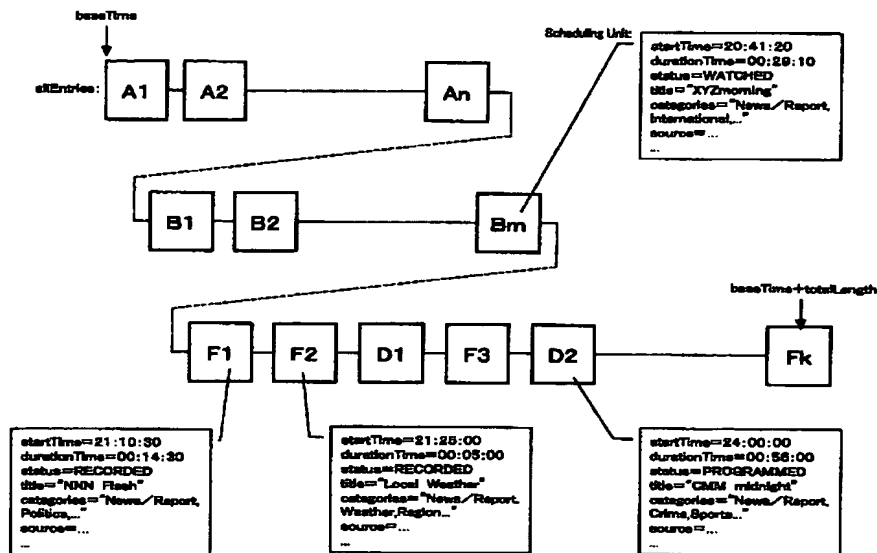 baseTime
Scheduling Unit:
startTime=20:41:20
durationTime=00:29:10
status=WATCHED
title="XYZmorning"
categories="News/Report,
International,..."
source=...
...
allEntries:
A1
A2
An
B1
B2
Bm
baseTime+totalLength
F1
F2
D1
F3
D2
Fk
startTime=21:10:30
durationTime=00:14:30
status=RECORDED
title="NNN Flash"
categories="News/Report,
Politics,..."
source=...
...
startTime=21:25:00
durationTime=00:05:00
status=RECORDED
title="Local Weather"
categories="News/Report,
Weather,Region..."
source=...
...
startTime=24:00:00
durationTime=00:56:00
status=PROGRAMMED
title="CMM midnight"
categories="News/Report,
Crime,Sports..."
source=...
...